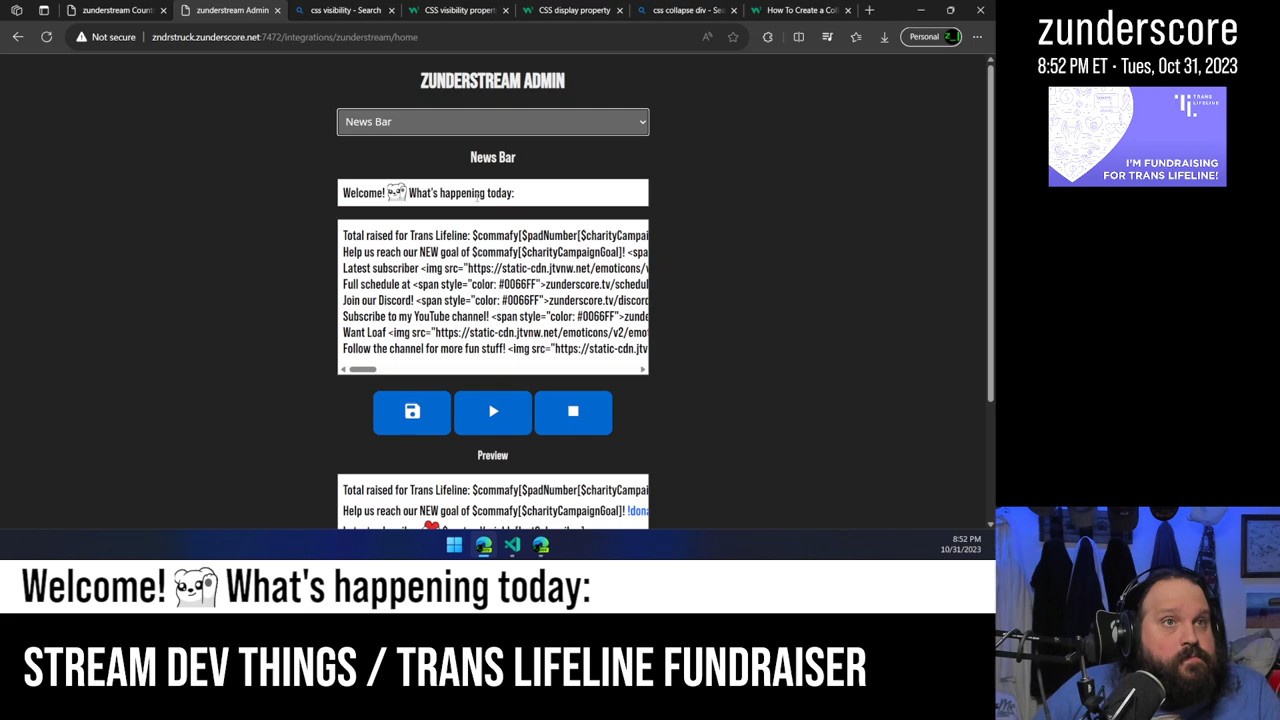 zunderstream Count
zunderstream Admin
css visibility - Search
CSS visibility propert
CSS display property
css collapse div - Se
How To Create a Col
Not secure
zndrstruck.zunderscore.net:7472/integrations/zunderstream/home
Personal
ZUNDERSTREAM ADMIN
News Bar
News Bar
Welcome! What's happening today:
Total raised for Trans Lifeline: $commafy[$padNumber[$charityCampai
Help us reach our NEW goal of $commafy[$charityCampaignGoal]! <spa
Latest subscriber <img src="https://static-cdn.jtvnw.net/emoticons/v
Full schedule at <span style="color: #0066FF">zunderscore.tv/schedul
Join our Discord! <span style="color: #0066FF">zunderscore.tv/discor
Subscribe to my YouTube channel! <span style="color: #0066FF">zunde
Want Loaf <img src="https://static-cdn.jtvnw.net/emoticons/v2/emo
Follow the channel for more fun stuff! <img src="https://static-cdn.jtv
Preview
Total raised for Trans Lifeline: $commafy[$padNumber[$charityCampai
Help us reach our NEW goal of $commafy[$charityCampaignGoal]! !dona
8:52 PM
10/31/2023
zunderscore
8:52 PM ET · Tues, Oct 31, 2023
TRANS
LIFELINE
I'M FUNDRAISING
FOR TRANS LIFELINE!
Welcome! What's happening today:
STREAM DEV THINGS / TRANS LIFELINE FUNDRAISER